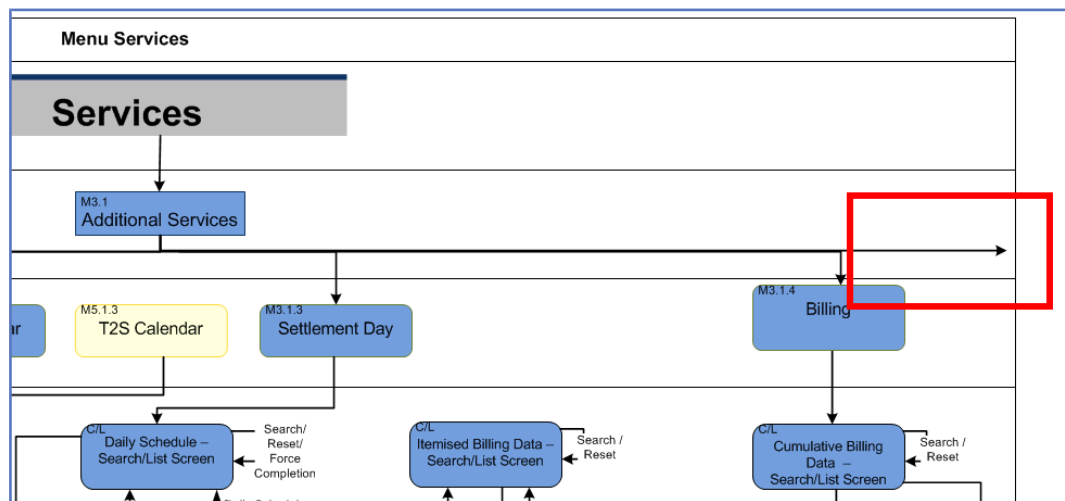 Menu Services
Services
M3.1
Additional Services
M5.1.3
T2S Calendar
M3.1.3
Settlement Day
M3.1.4
Billing
C/L
Daily Schedule –
Search/List Screen
Search/
Reset/
Force
Completion
C/L
Itemised Billing Data –
Search/List Screen
Search /
Reset
C/L
Cumulative Billing
Data –
Search/List Screen
Search /
Reset